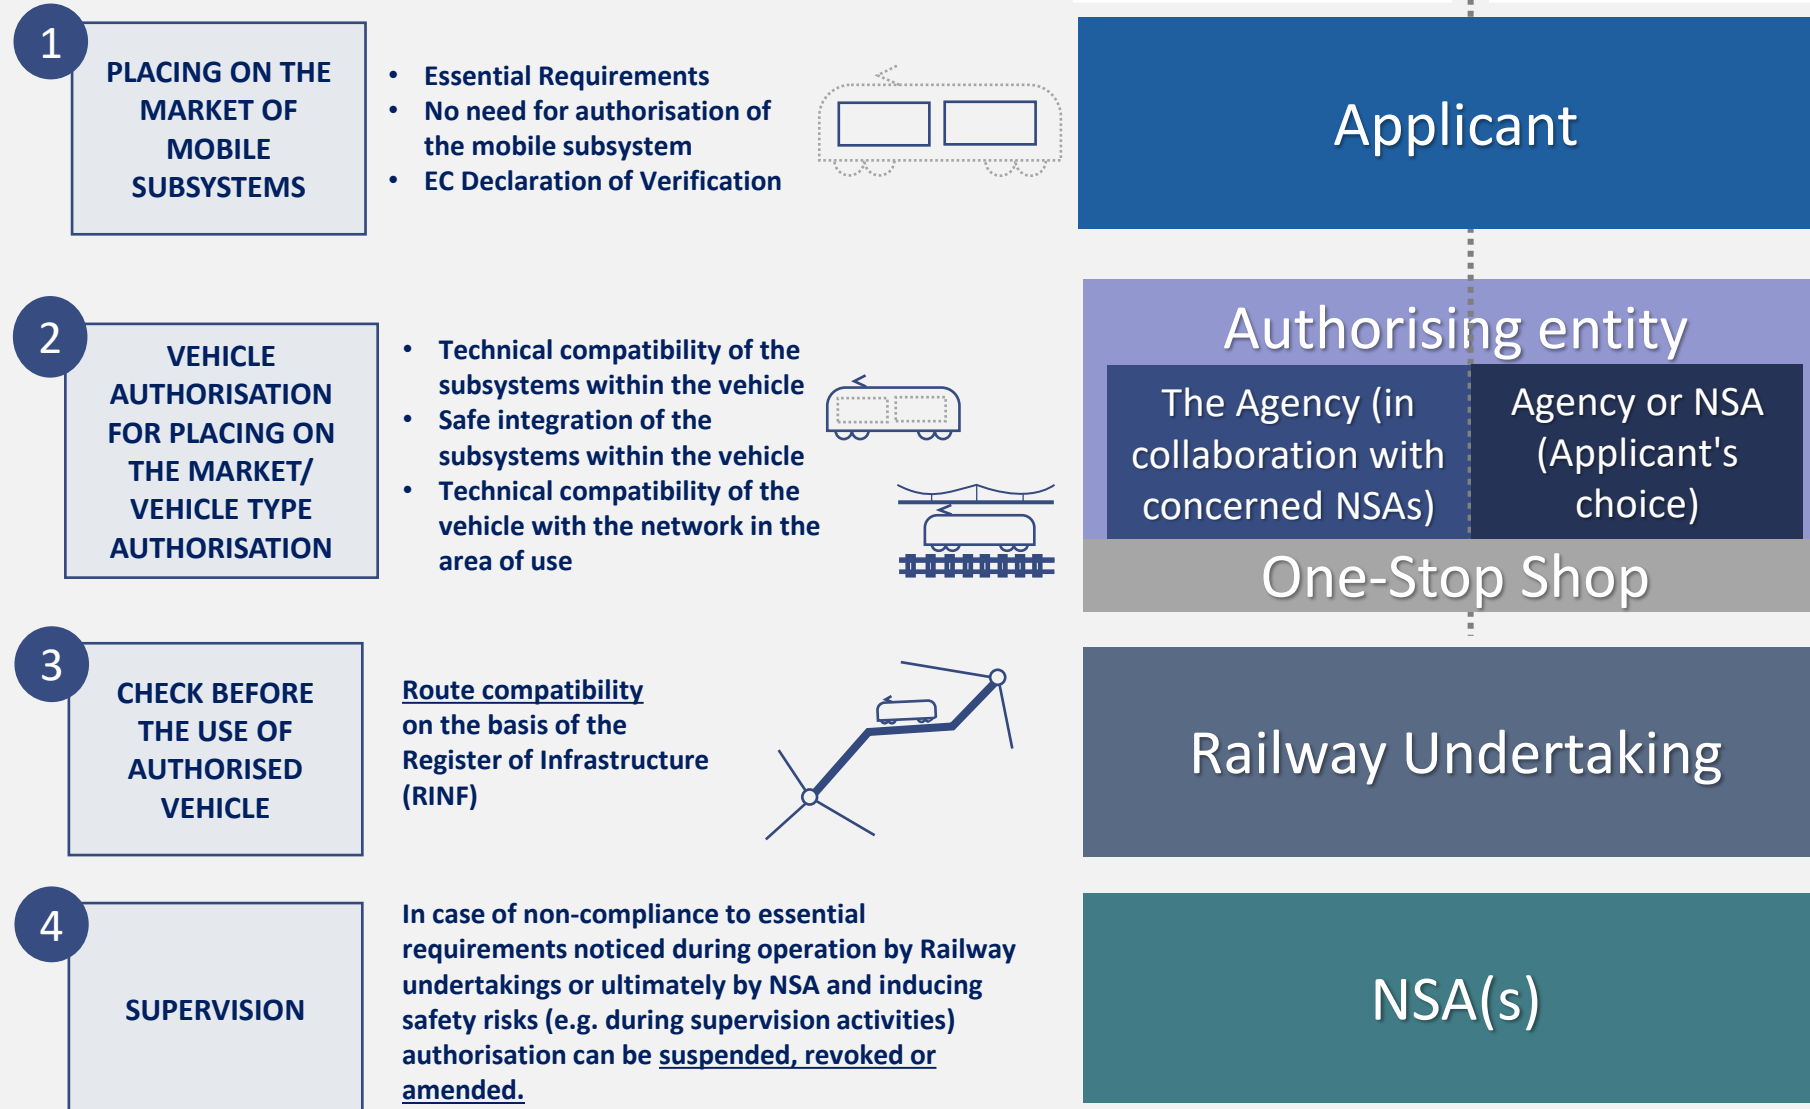 1
PLACING ON THE
MARKET OF
MOBILE
SUBSYSTEMS
• Essential Requirements
• No need for authorisation of
the mobile subsystem
• EC Declaration of Verification
Applicant
2
VEHICLE
AUTHORISATION
FOR PLACING ON
THE MARKET/
VEHICLE TYPE
AUTHORISATION
• Technical compatibility of the
subsystems within the vehicle
• Safe integration of the
subsystems within the vehicle
• Technical compatibility of the
vehicle with the network in the
area of use
Authorising entity
The Agency (in
collaboration with
concerned NSAs)
Agency or NSA
(Applicant's
choice)
One-Stop Shop
3
CHECK BEFORE
THE USE OF
AUTHORISED
VEHICLE
Route compatibility
on the basis of the
Register of Infrastructure
(RINF)
Railway Undertaking
4
SUPERVISION
In case of non-compliance to essential
requirements noticed during operation by Railway
undertakings or ultimately by NSA and inducing
safety risks (e.g. during supervision activities)
authorisation can be suspended, revoked or
amended.
NSA(s)